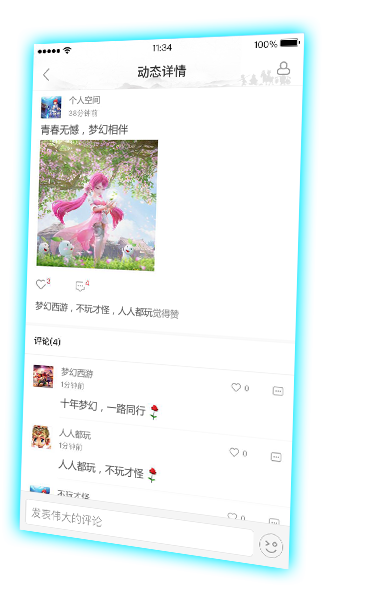 11:34
100%
动态详情
个人空间
38分钟前
青春无憾，梦幻相伴
3
4
梦幻西游，不玩才怪，人人都玩觉得赞
评论(4)
梦幻西游
1分钟前
0
十年梦幻，一路同行
人人都玩
1分钟前
0
人人都玩，不玩才怪
不玩才怪
0
发表伟大的评论